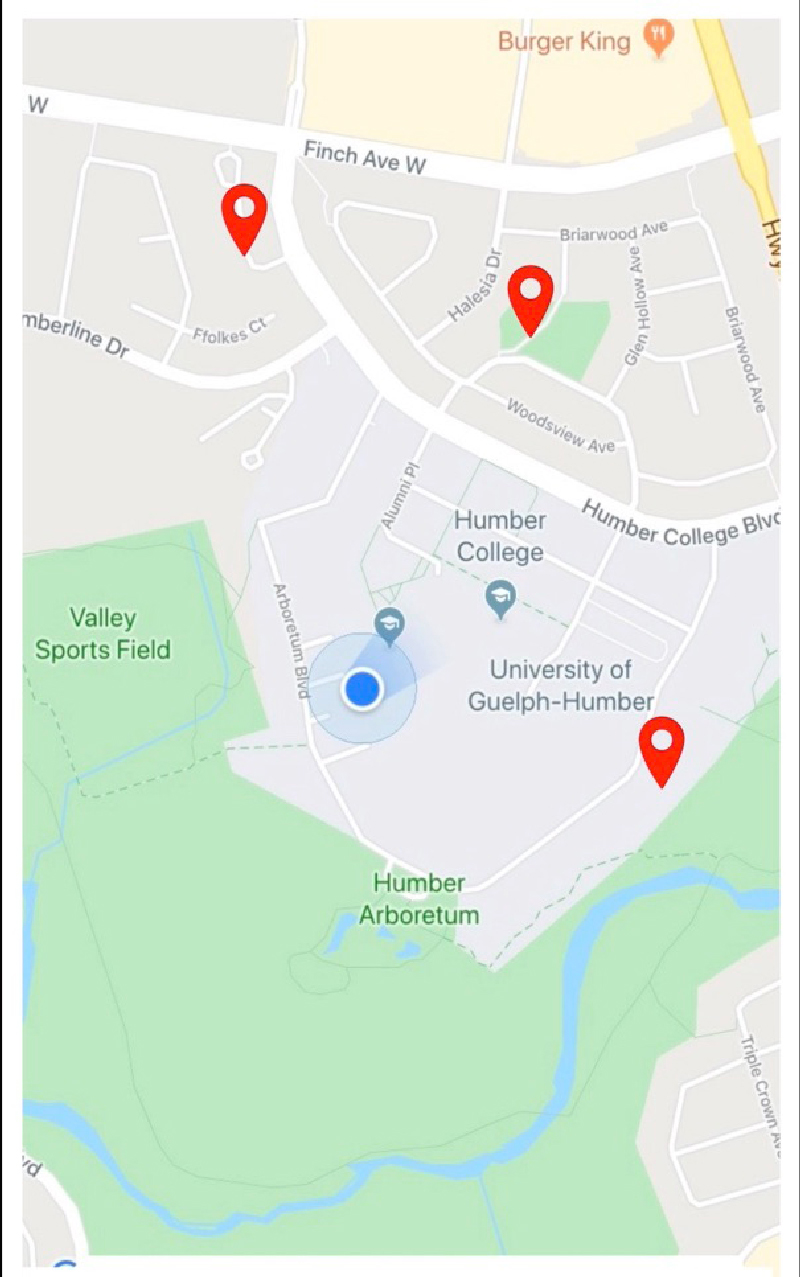 Burger King
W
Finch Ave W
Briarwood Ave
Hwy
Halesia Dr
Glen Hollow Ave
Briarwood Ave
mberline Dr
Ffolkes Ct
Woodsview Ave
Alumni Pl
Humber College Blvd
Humber
College
Arboretum Blvd
Valley
Sports Field
University of
Guelph-Humber
Humber
Arboretum
Triple Crown Av
vd
G